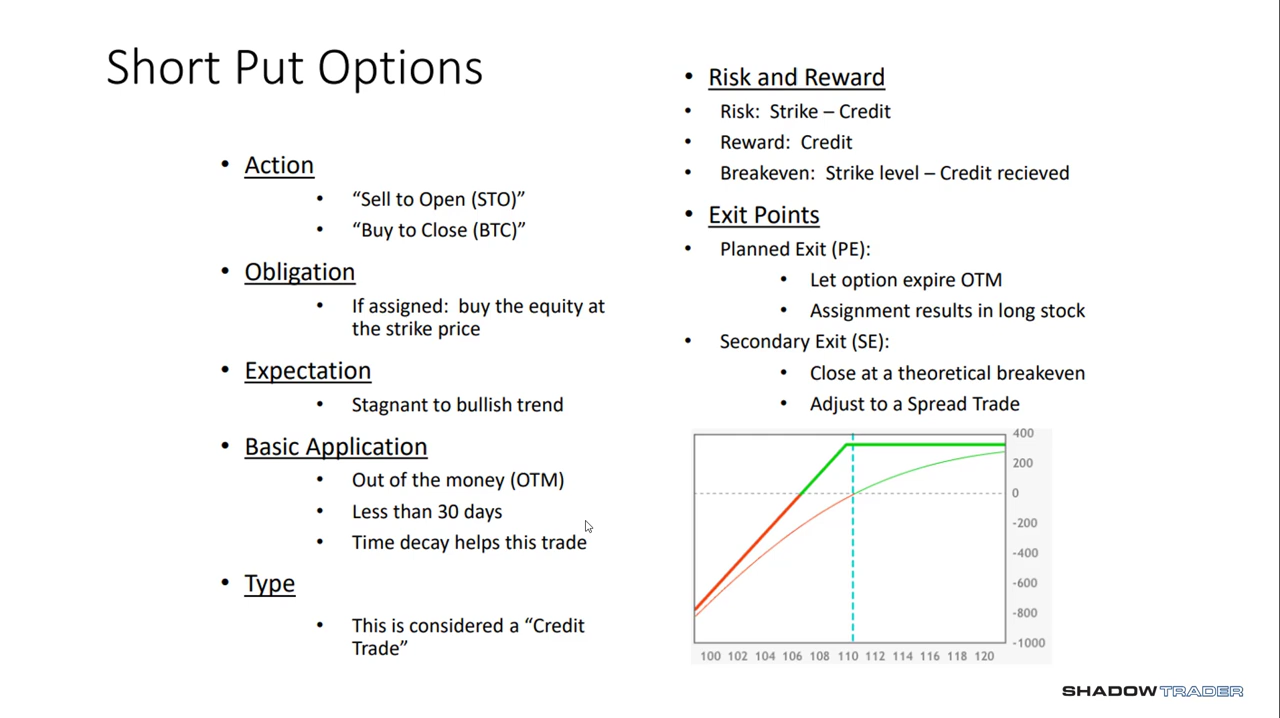 Short Put Options
• Action
• “Sell to Open (STO)”
• “Buy to Close (BTC)”
• Obligation
• If assigned: buy the equity at
the strike price
• Expectation
• Stagnant to bullish trend
• Basic Application
• Out of the money (OTM)
• Less than 30 days
• Time decay helps this trade
• Type
• This is considered a “Credit
Trade”
• Risk and Reward
• Risk: Strike – Credit
• Reward: Credit
• Breakeven: Strike level – Credit recieved
• Exit Points
• Planned Exit (PE):
• Let option expire OTM
• Assignment results in long stock
• Secondary Exit (SE):
• Close at a theoretical breakeven
• Adjust to a Spread Trade
400
200
0
-200
-400
-600
-800
-1000
100 102 104 106 108 110 112 114 116 118 120
SHADOWTRADER